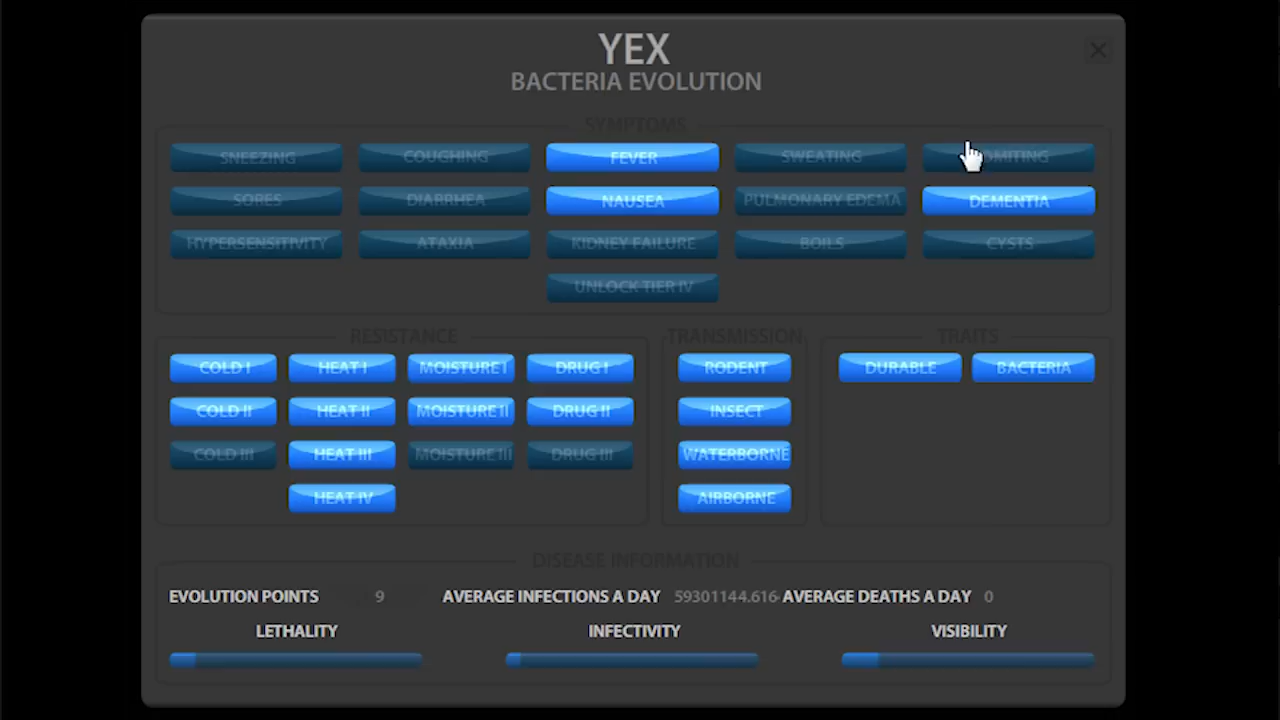 YEX
BACTERIA EVOLUTION
SYMPTOMS
SNEEZING COUGHING FEVER SWEATING VOMITING
SORES DIARRHEA NAUSEA PULMONARY EDEMA DEMENTIA
HYPERSENSITIVITY ATAXIA KIDNEY FAILURE BOILS CYSTS
UNLOCK TIER IV
RESISTANCE TRANSMISSION TRAITS
COLD I HEAT I MOISTURE I DRUG I RODENT DURABLE BACTERIA
COLD II HEAT II MOISTURE II DRUG II INSECT
COLD III HEAT III MOISTURE III DRUG III WATERBORNE
HEAT IV AIRBORNE
DISEASE INFORMATION
EVOLUTION POINTS 9 AVERAGE INFECTIONS A DAY 59301144.616 AVERAGE DEATHS A DAY 0
LETHALITY INFECTIVITY VISIBILITY